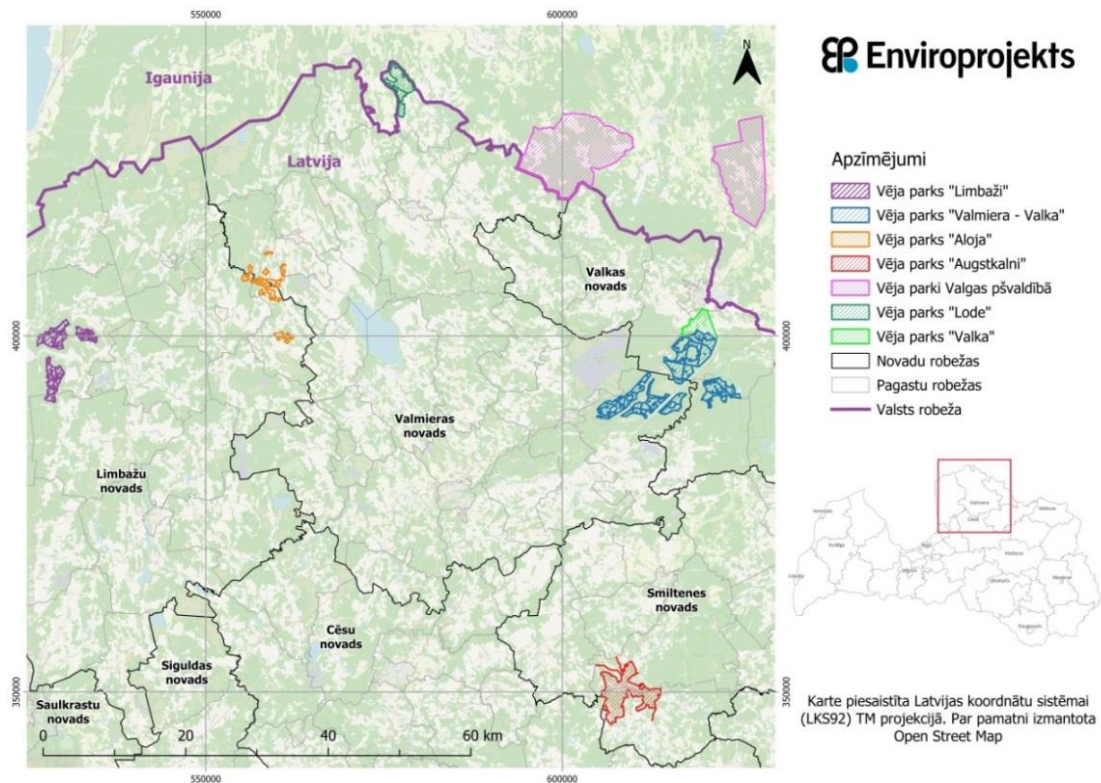 550000
600000
Igaunija
N
Latvija
Valkas
novads
400000
400000
Valmieras
novads
Limbažu
novads
Smiltenes
novads
Cēsu
novads
Siguldas
novads
Saulkrastu
novads
350000
350000
0
20
40
60 km
550000
600000
Enviroprojekts
Apzīmējumi
Vēja parks "Limbaži"
Vēja parks "Valmiera - Valka"
Vēja parks "Aloja"
Vēja parks "Augstkalni"
Vēja parki Valgas pšvaldībā
Vēja parks "Lode"
Vēja parks "Valka"
Novadu robežas
Pagastu robežas
Valsts robeža
Karte piesaistīta Latvijas koordnātu sistēmai
(LKS92) TM projekcijā. Par pamatni izmantota
Open Street Map